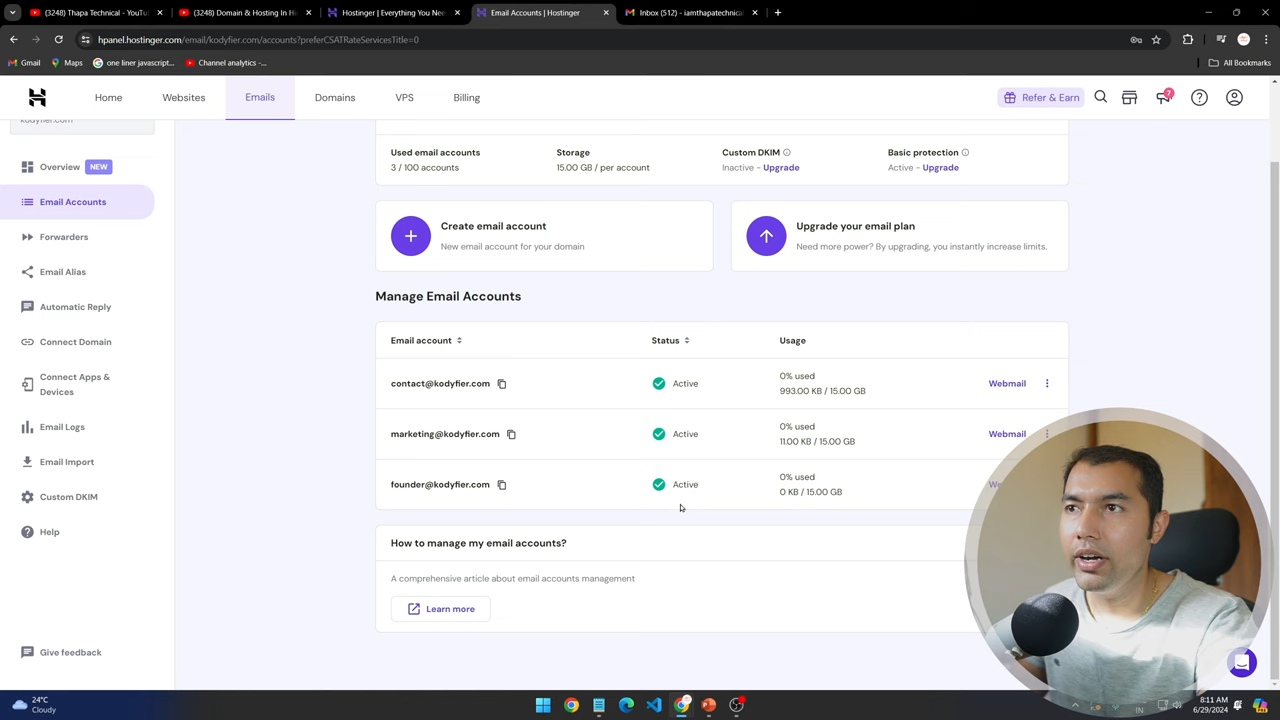 (3248) Thapa Technical - YouTu
(3248) Domain & Hosting In Hi
Hostinger | Everything You Nee
Email Accounts | Hostinger
Inbox (512) - iamthapatechnical
hpanel.hostinger.com/email/kodyfier.com/accounts?preferCSATRateServicesTitle=0
Gmail
Maps
one liner javascript...
Channel analytics -...
All Bookmarks
Home
Websites
Emails
Domains
VPS
Billing
Refer & Earn
7
kodyfier.com
Overview NEW
Email Accounts
Forwarders
Email Alias
Automatic Reply
Connect Domain
Connect Apps &
Devices
Email Logs
Email Import
Custom DKIM
Help
Give feedback
Used email accounts
3 / 100 accounts
Storage
15.00 GB / per account
Custom DKIM
Inactive - Upgrade
Basic protection
Active - Upgrade
Create email account
New email account for your domain
Upgrade your email plan
Need more power? By upgrading, you instantly increase limits.
Manage Email Accounts
Email account Status Usage
contact@kodyfier.com Active 0% used
993.00 KB / 15.00 GB
Webmail
marketing@kodyfier.com Active 0% used
11.00 KB / 15.00 GB
Webmail
founder@kodyfier.com Active 0% used
0 KB / 15.00 GB
How to manage my email accounts?
A comprehensive article about email accounts management
Learn more
24°C
Cloudy
IN
8:11 AM
6/29/2024